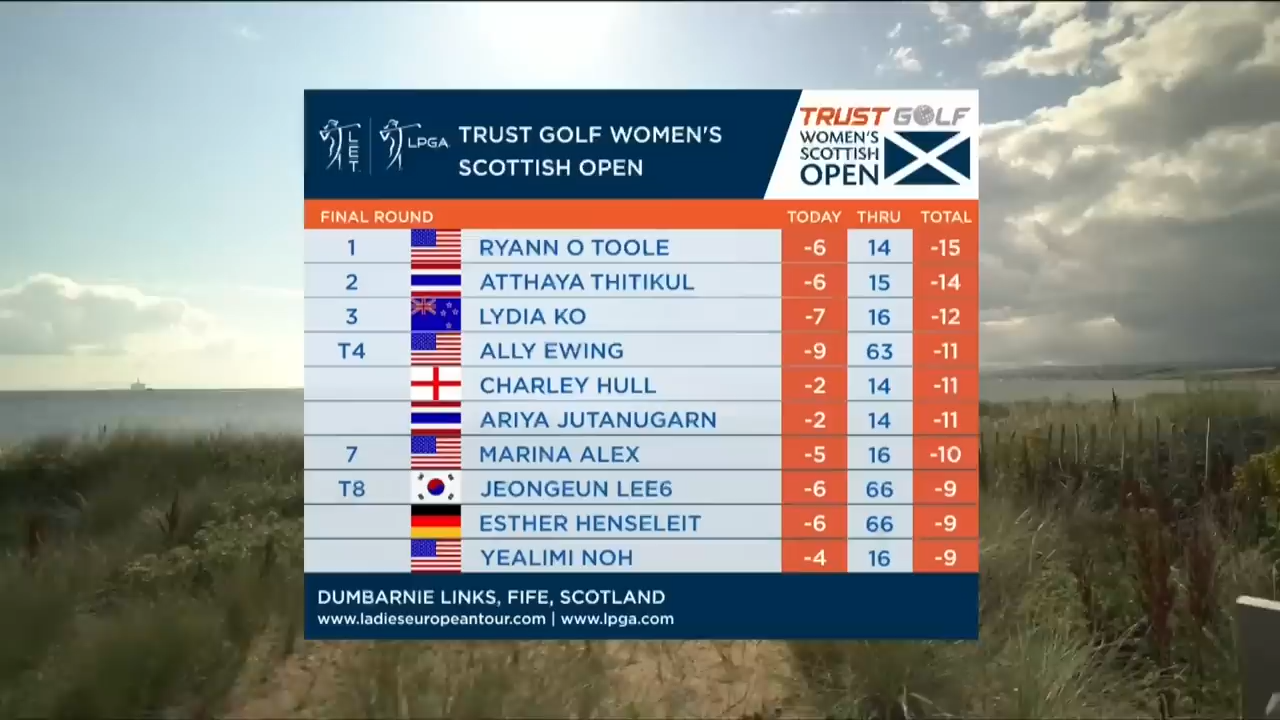 LET
LPGA
TRUST GOLF WOMEN'S
SCOTTISH OPEN
TRUST GOLF
WOMEN'S
SCOTTISH
OPEN
FINAL ROUND TODAY THRU TOTAL
1 RYANN O TOOLE -6 14 -15
2 ATTHAYA THITIKUL -6 15 -14
3 LYDIA KO -7 16 -12
T4 ALLY EWING -9 63 -11
CHARLEY HULL -2 14 -11
ARIYA JUTANUGARN -2 14 -11
7 MARINA ALEX -5 16 -10
T8 JEONGEUN LEE6 -6 66 -9
ESTHER HENSELEIT -6 66 -9
YEALIMI NOH -4 16 -9
DUMBARNIE LINKS, FIFE, SCOTLAND
www.ladieseuropeantour.com | www.lpga.com